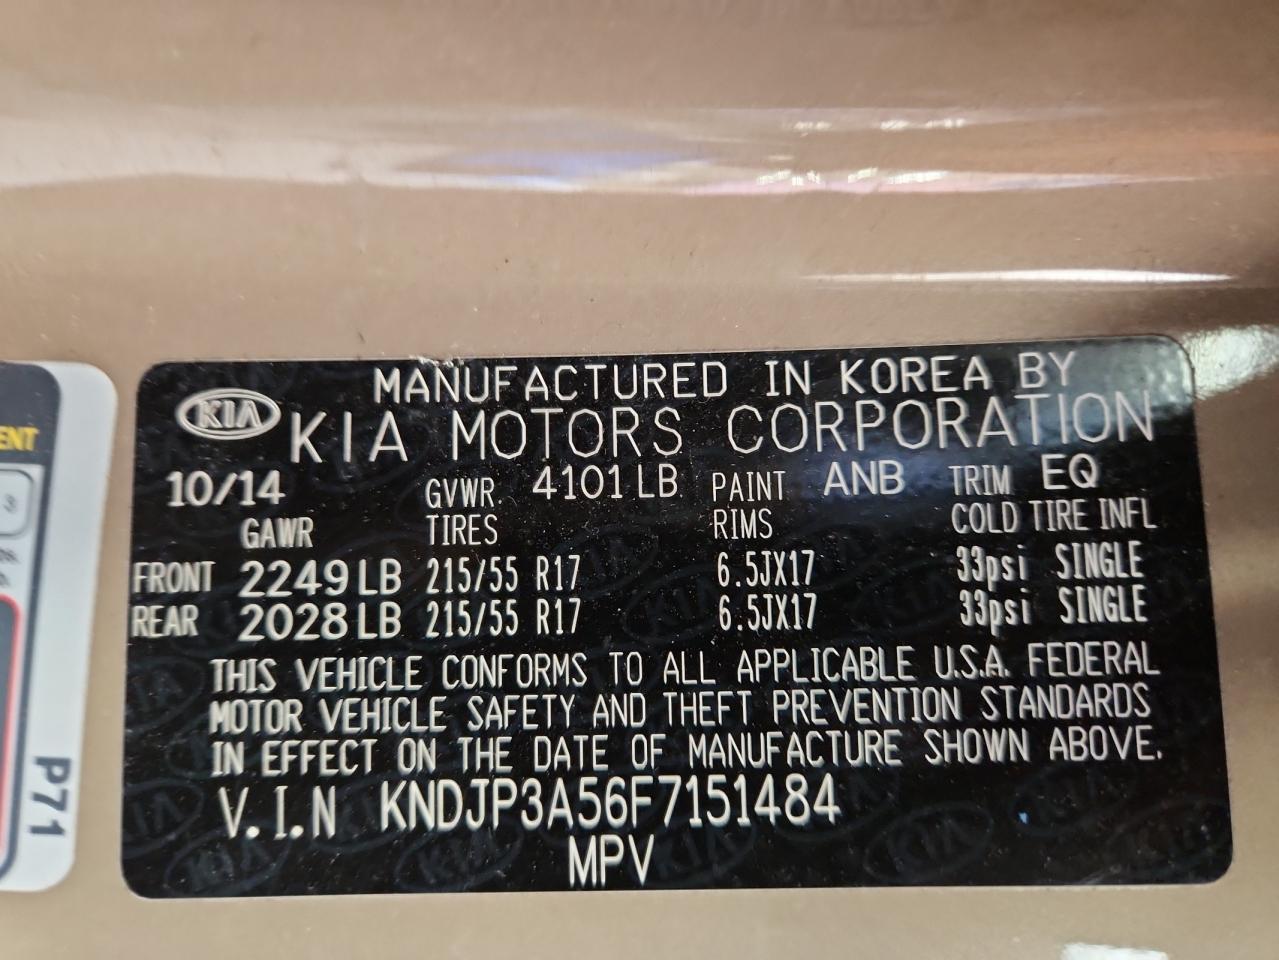 MANUFACTURED IN KOREA BY
KIA KIA MOTORS CORPORATION
10/14 GVWR. 4101 LB PAINT ANB TRIM EQ
GAWR TIRES RIMS COLD TIRE INFL
FRONT 2249 LB 215/55 R17 6.5JX17 33psi SINGLE
REAR 2028 LB 215/55 R17 6.5JX17 33psi SINGLE
THIS VEHICLE CONFORMS TO ALL APPLICABLE U.S.A. FEDERAL
MOTOR VEHICLE SAFETY AND THEFT PREVENTION STANDARDS
IN EFFECT ON THE DATE OF MANUFACTURE SHOWN ABOVE.
V.I.N KNDJP3A56F7151484
MPV
P71